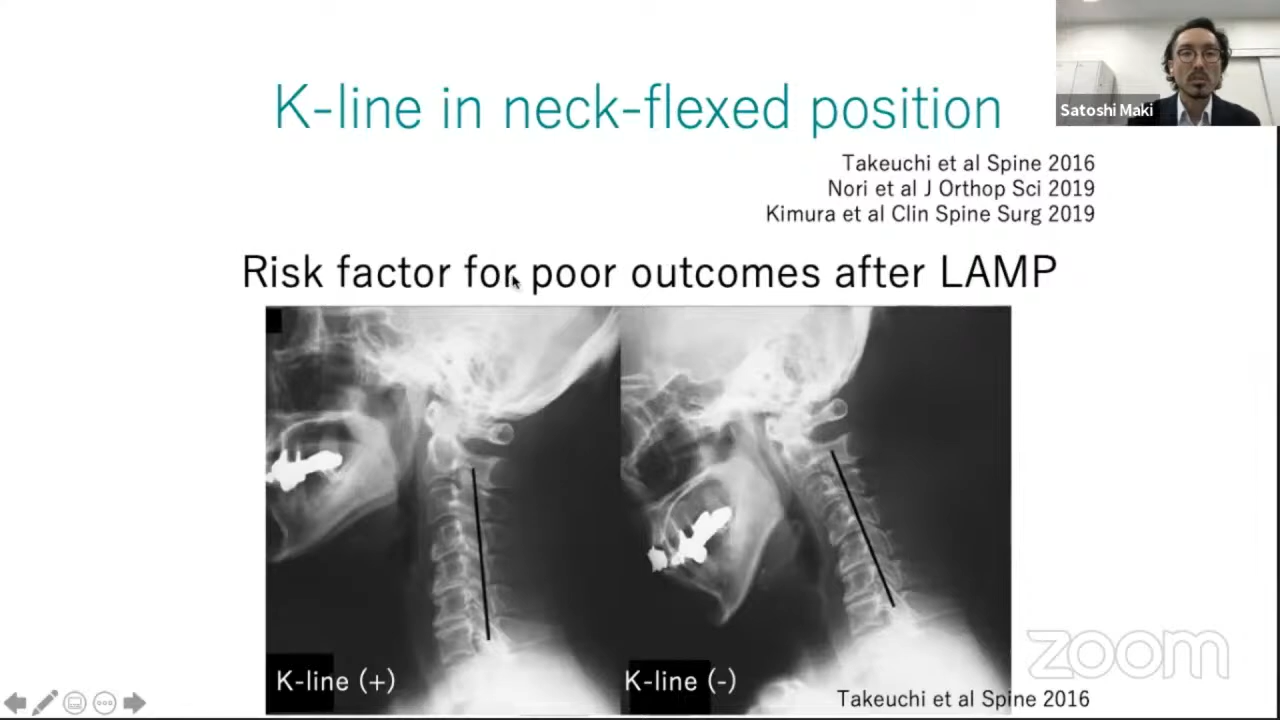 K-line in neck-flexed position
Satoshi Maki
Takeuchi et al Spine 2016
Nori et al J Orthop Sci 2019
Kimura et al Clin Spine Surg 2019
Risk factor for poor outcomes after LAMP
K-line (+)
K-line (-)
Takeuchi et al Spine 2016
zoom